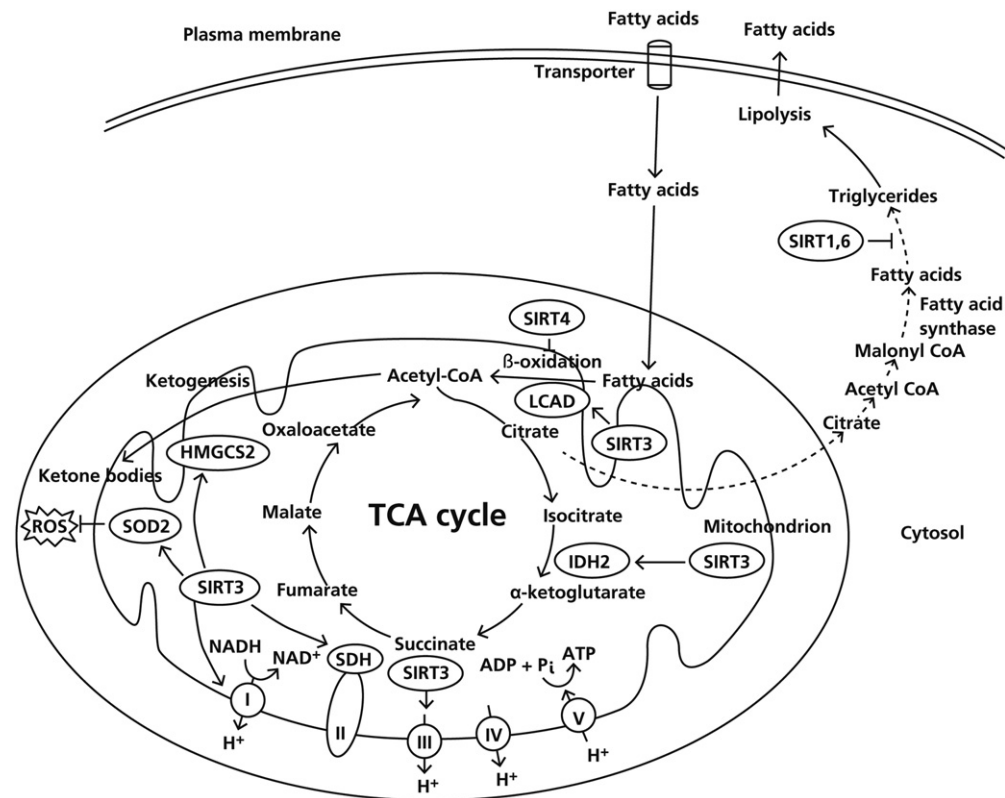 Fatty acids
Fatty acids
Plasma membrane
Transporter
Lipolysis
Fatty acids
Triglycerides
SIRT1,6
Fatty acids
Fatty acid
synthase
SIRT4
ß-oxidation
Malonyl CoA
Ketogenesis
Acetyl-CoA
Fatty acids
Acetyl CoA
LCAD
Oxaloacetate
Citrate
SIRT3
Citrate
HMGCS2
Ketone bodies
ROS
SOD2
Malate
TCA cycle
Isocitrate
Mitochondrion
Cytosol
IDH2
SIRT3
SIRT3
Fumarate
α-ketoglutarate
NADH
NAD+
SDH
Succinate
SIRT3
ADP + Pi
ATP
I
II
III
IV
V
H+
H+
H+
H+